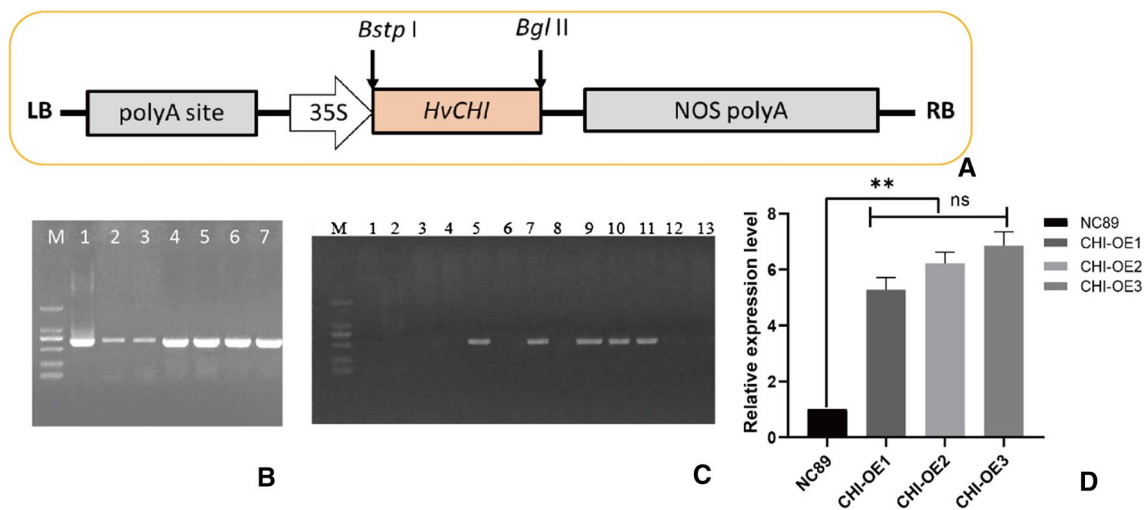 Bstp I Bgl II
LB polyA site 35S HvCHI NOS polyA RB
A
M 1 2 3 4 5 6 7
B
M 1 2 3 4 5 6 7 8 9 10 11 12 13
C
** ns
Relative expression level
8
6
4
2
0
NC89 CHI-OE1 CHI-OE2 CHI-OE3
NC89
CHI-OE1
CHI-OE2
CHI-OE3
D